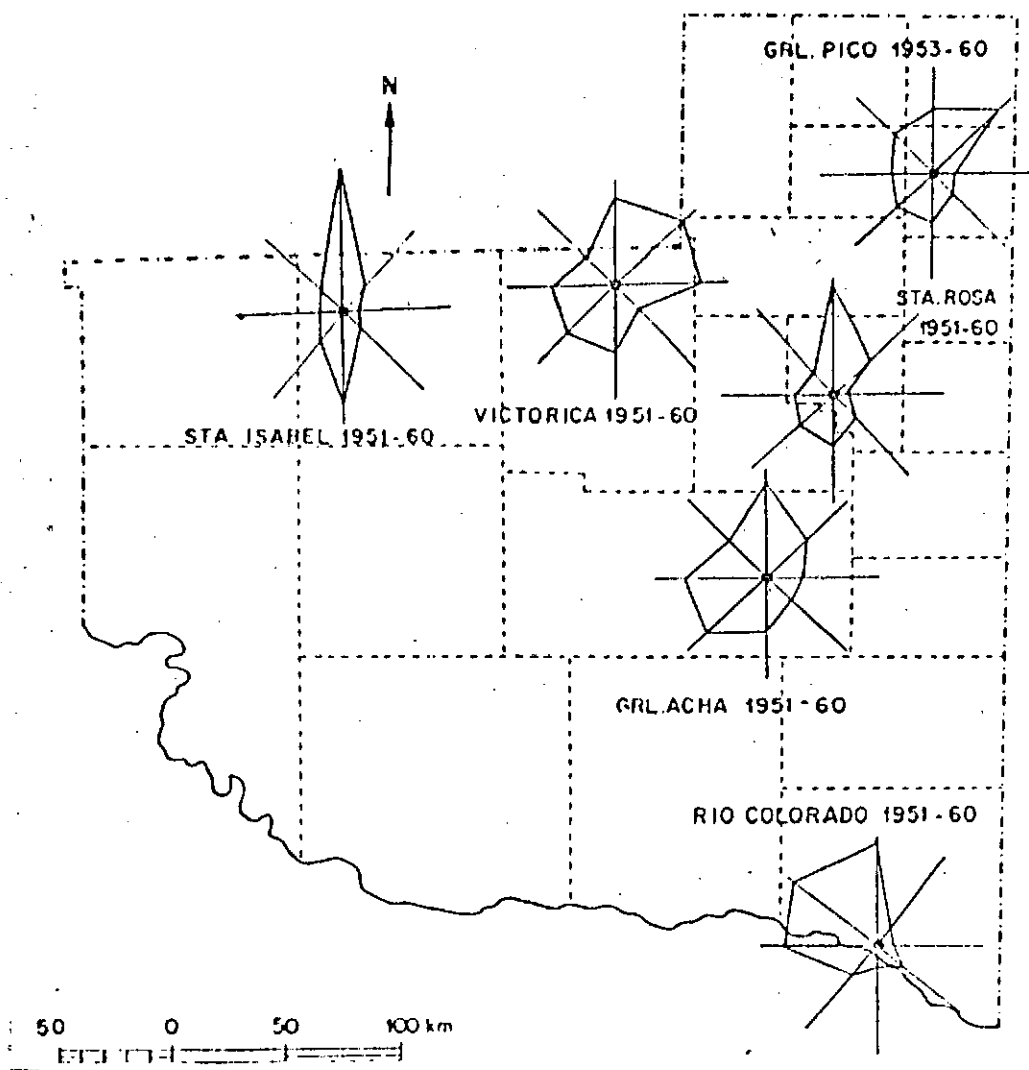 GRL. PICO 1953-60
N
STA. ROSA
1951-60
VICTORICA 1951-60
STA. ISABEL 1951-60
GRL. ACHA 1951-60
RIO COLORADO 1951-60
50 0 50 100 km